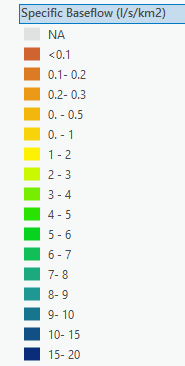 Specific Baseflow (l/s/km2)
NA
<0.1
0.1- 0.2
0.2- 0.3
0. - 0.5
0. - 1
1 - 2
2 - 3
3 - 4
4 - 5
5 - 6
6 - 7
7- 8
8- 9
9- 10
10- 15
15- 20